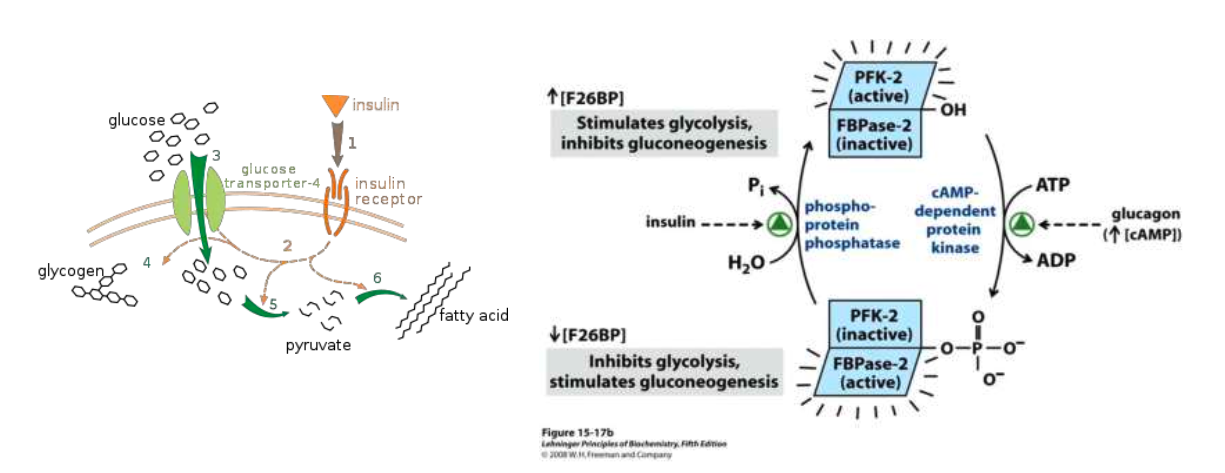 insulin
1
glucose
3
glucose
transporter-4
insulin
receptor
2
glycogen
4
5
6
pyruvate
fatty acid
↑[F26BP]
Stimulates glycolysis,
inhibits gluconeogenesis
PFK-2
(active)
OH
FBPase-2
(inactive)
Pi
insulin
H2O
phospho-
protein
phosphatase
cAMP-
dependent
protein
kinase
ATP
glucagon
(↑[cAMP])
ADP
↓[F26BP]
Inhibits glycolysis,
stimulates gluconeogenesis
PFK-2
(inactive)
FBPase-2
(active)
O
O–P–O−
O−
Figure 15-17b
Lehninger Principles of Biochemistry, Fifth Edition
© 2008 W. H. Freeman and Company